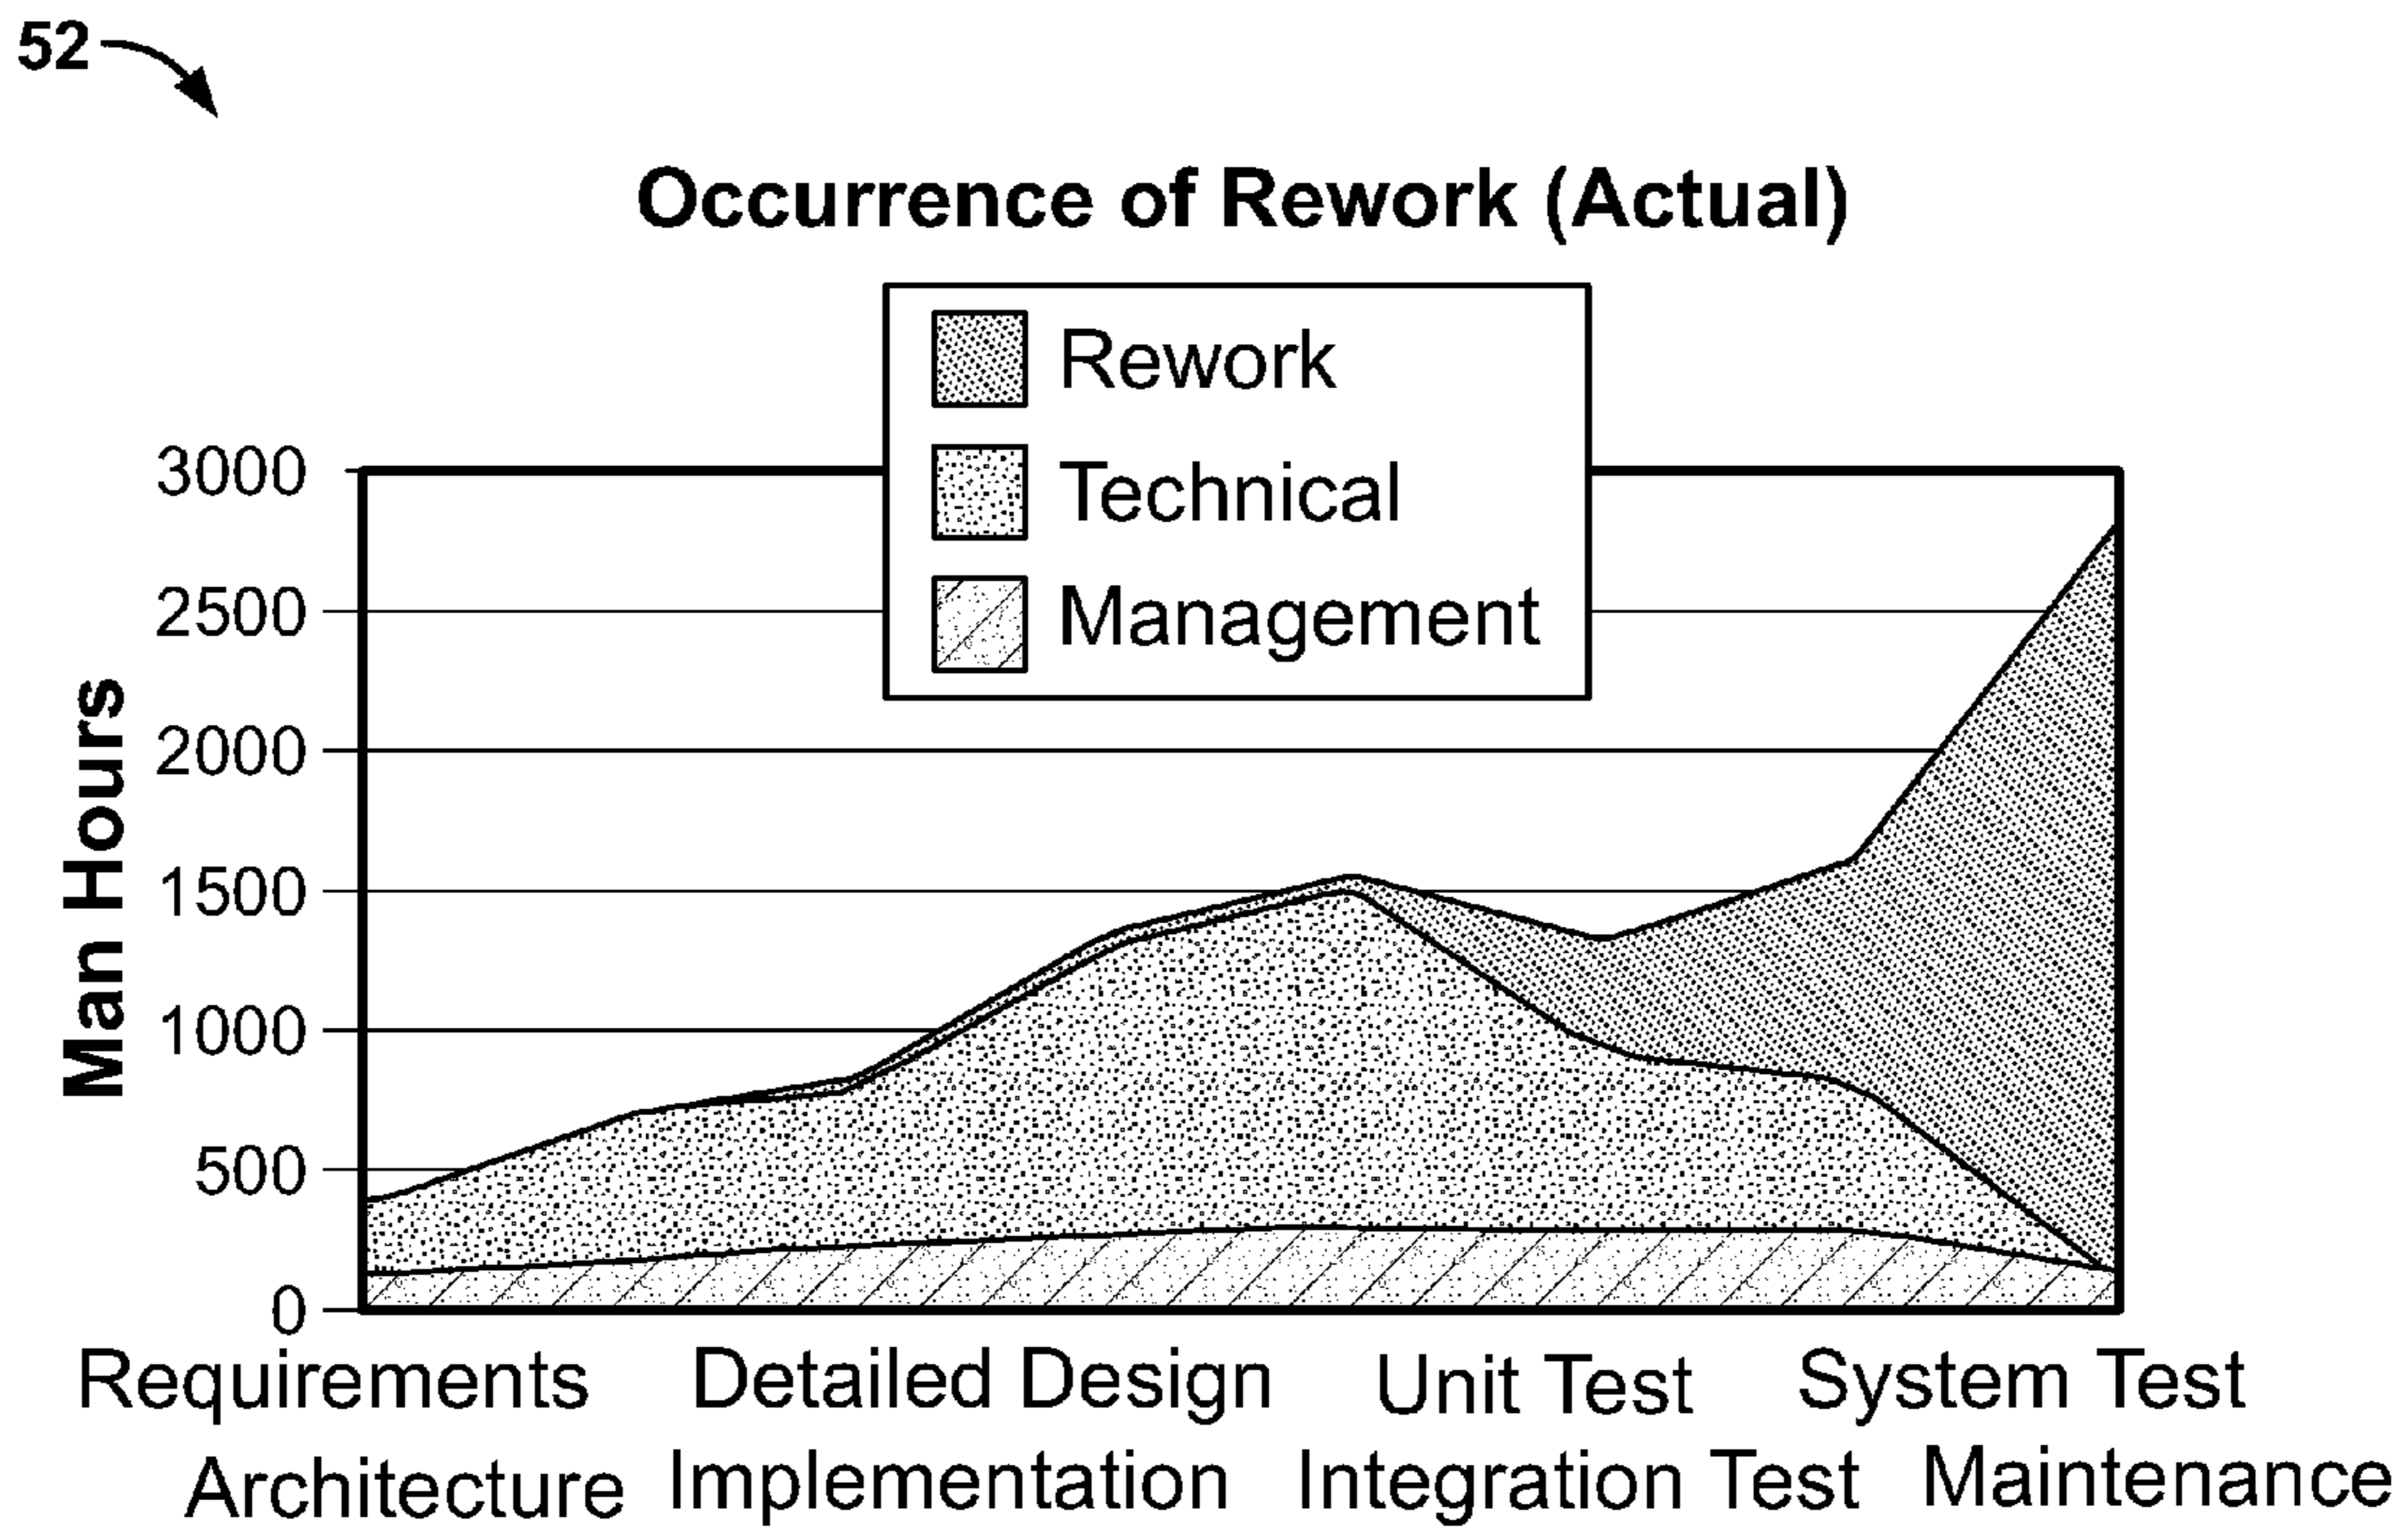 52
Occurrence of Rework (Actual)
Rework
Technical
Management
Man Hours
3000
2500
2000
1500
1000
500
0
Requirements Detailed Design Unit Test System Test
Architecture Implementation Integration Test Maintenance